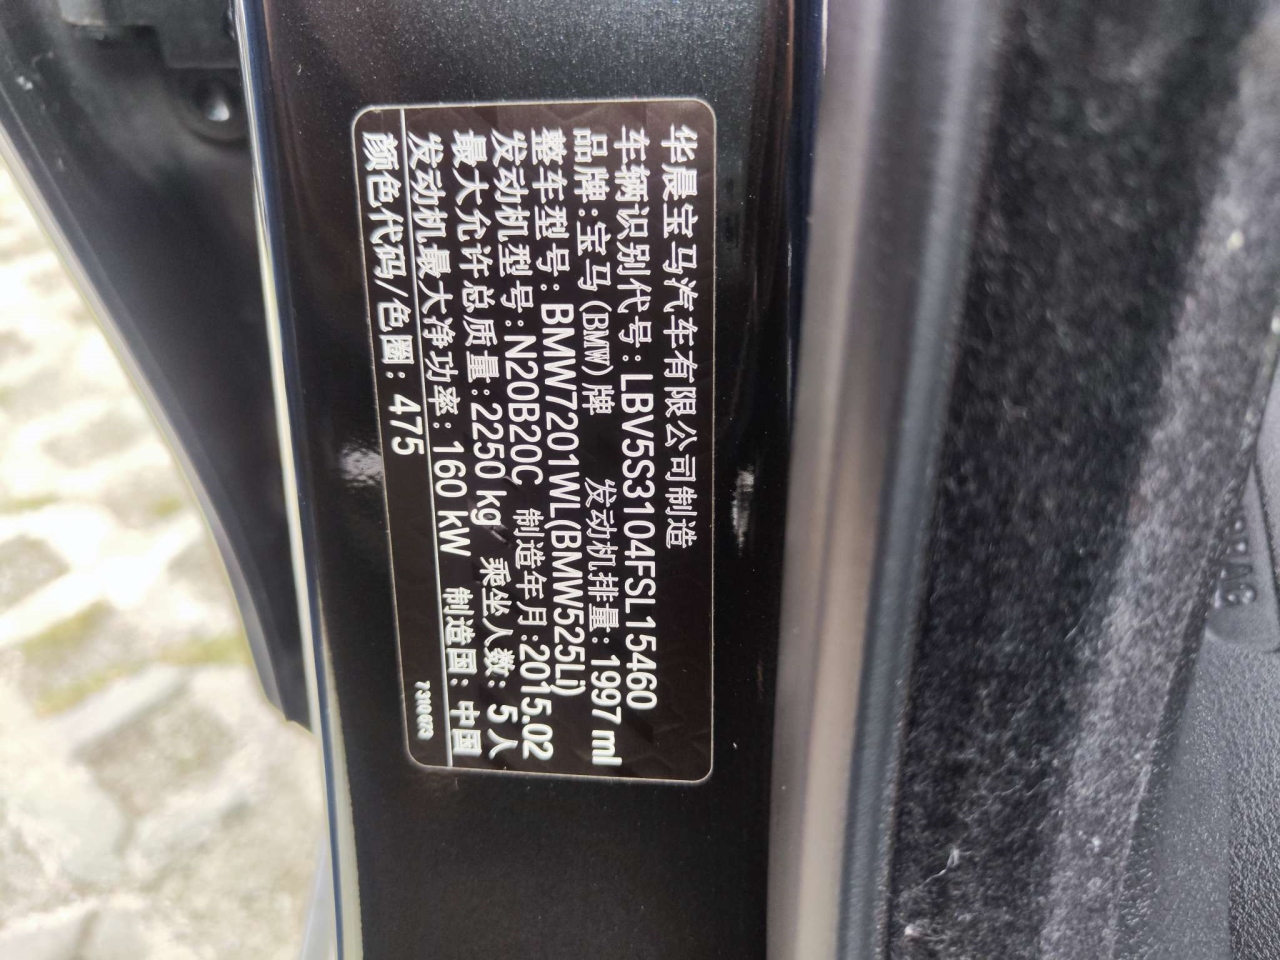 华晨宝马汽车有限公司制造
车辆识别代号: LBV5S3104FSL15460
品牌:宝马(BMW)牌 发动机排量: 1997 ml
整车型号: BMW7201WL(BMW525Li)
发动机型号: N20B20C 制造年月:2015.02
最大允许总质量:2250 kg 乘坐人数: 5人
发动机最大净功率: 160 kW 制造国: 中国
颜色代码/色圈: 475